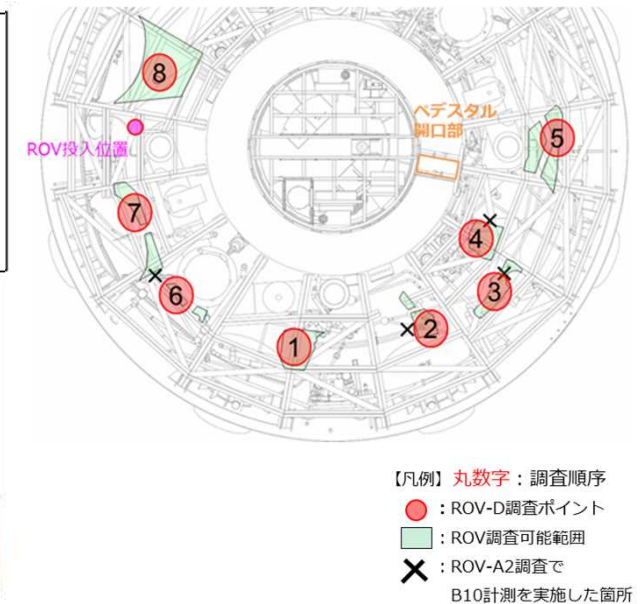 8
ペデスタル
開口部
5
ROV投入位置
7
4
6
3
2
1
【凡例】 丸数字：調査順序
：ROV-D調査ポイント
：ROV調査可能範囲
：ROV-A2調査で
B10計測を実施した箇所